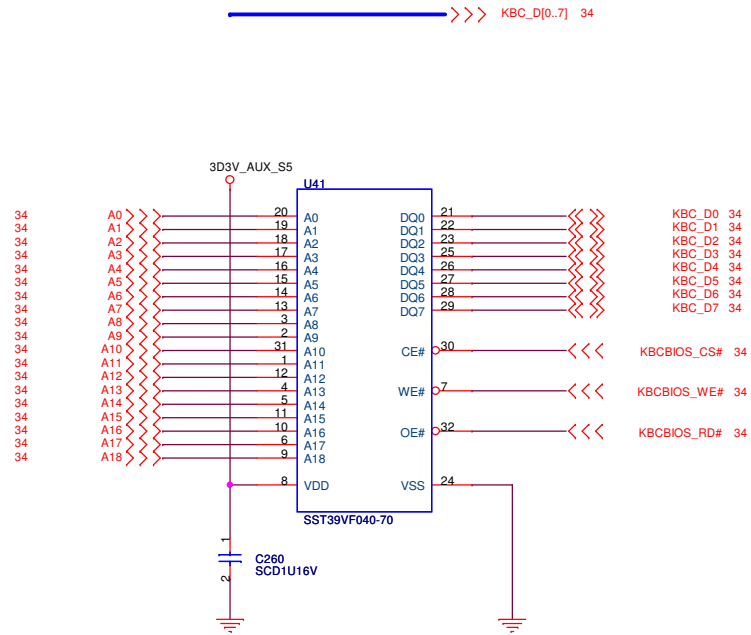 KBC_D[0..7] 34
3D3V_AUX_S5
U41
34 A0 20 A0 DQ0 21 KBC_D0 34
34 A1 19 A1 DQ1 22 KBC_D1 34
34 A2 18 A2 DQ2 23 KBC_D2 34
34 A3 17 A3 DQ3 25 KBC_D3 34
34 A4 16 A4 DQ4 26 KBC_D4 34
34 A5 15 A5 DQ5 27 KBC_D5 34
34 A6 14 A6 DQ6 28 KBC_D6 34
34 A7 13 A7 DQ7 29 KBC_D7 34
34 A8 3 A8
34 A9 2 A9
34 A10 31 A10 CE# 30 KBCBIOS_CS# 34
34 A11 1 A11
34 A12 12 A12
34 A13 4 A13 WE# 7 KBCBIOS_WE# 34
34 A14 5 A14
34 A15 11 A15
34 A16 10 A16 OE# 32 KBCBIOS_RD# 34
34 A17 6 A17
34 A18 9 A18
8 VDD VSS 24
SST39VF040-70
1
C260
SCD1U16V
2